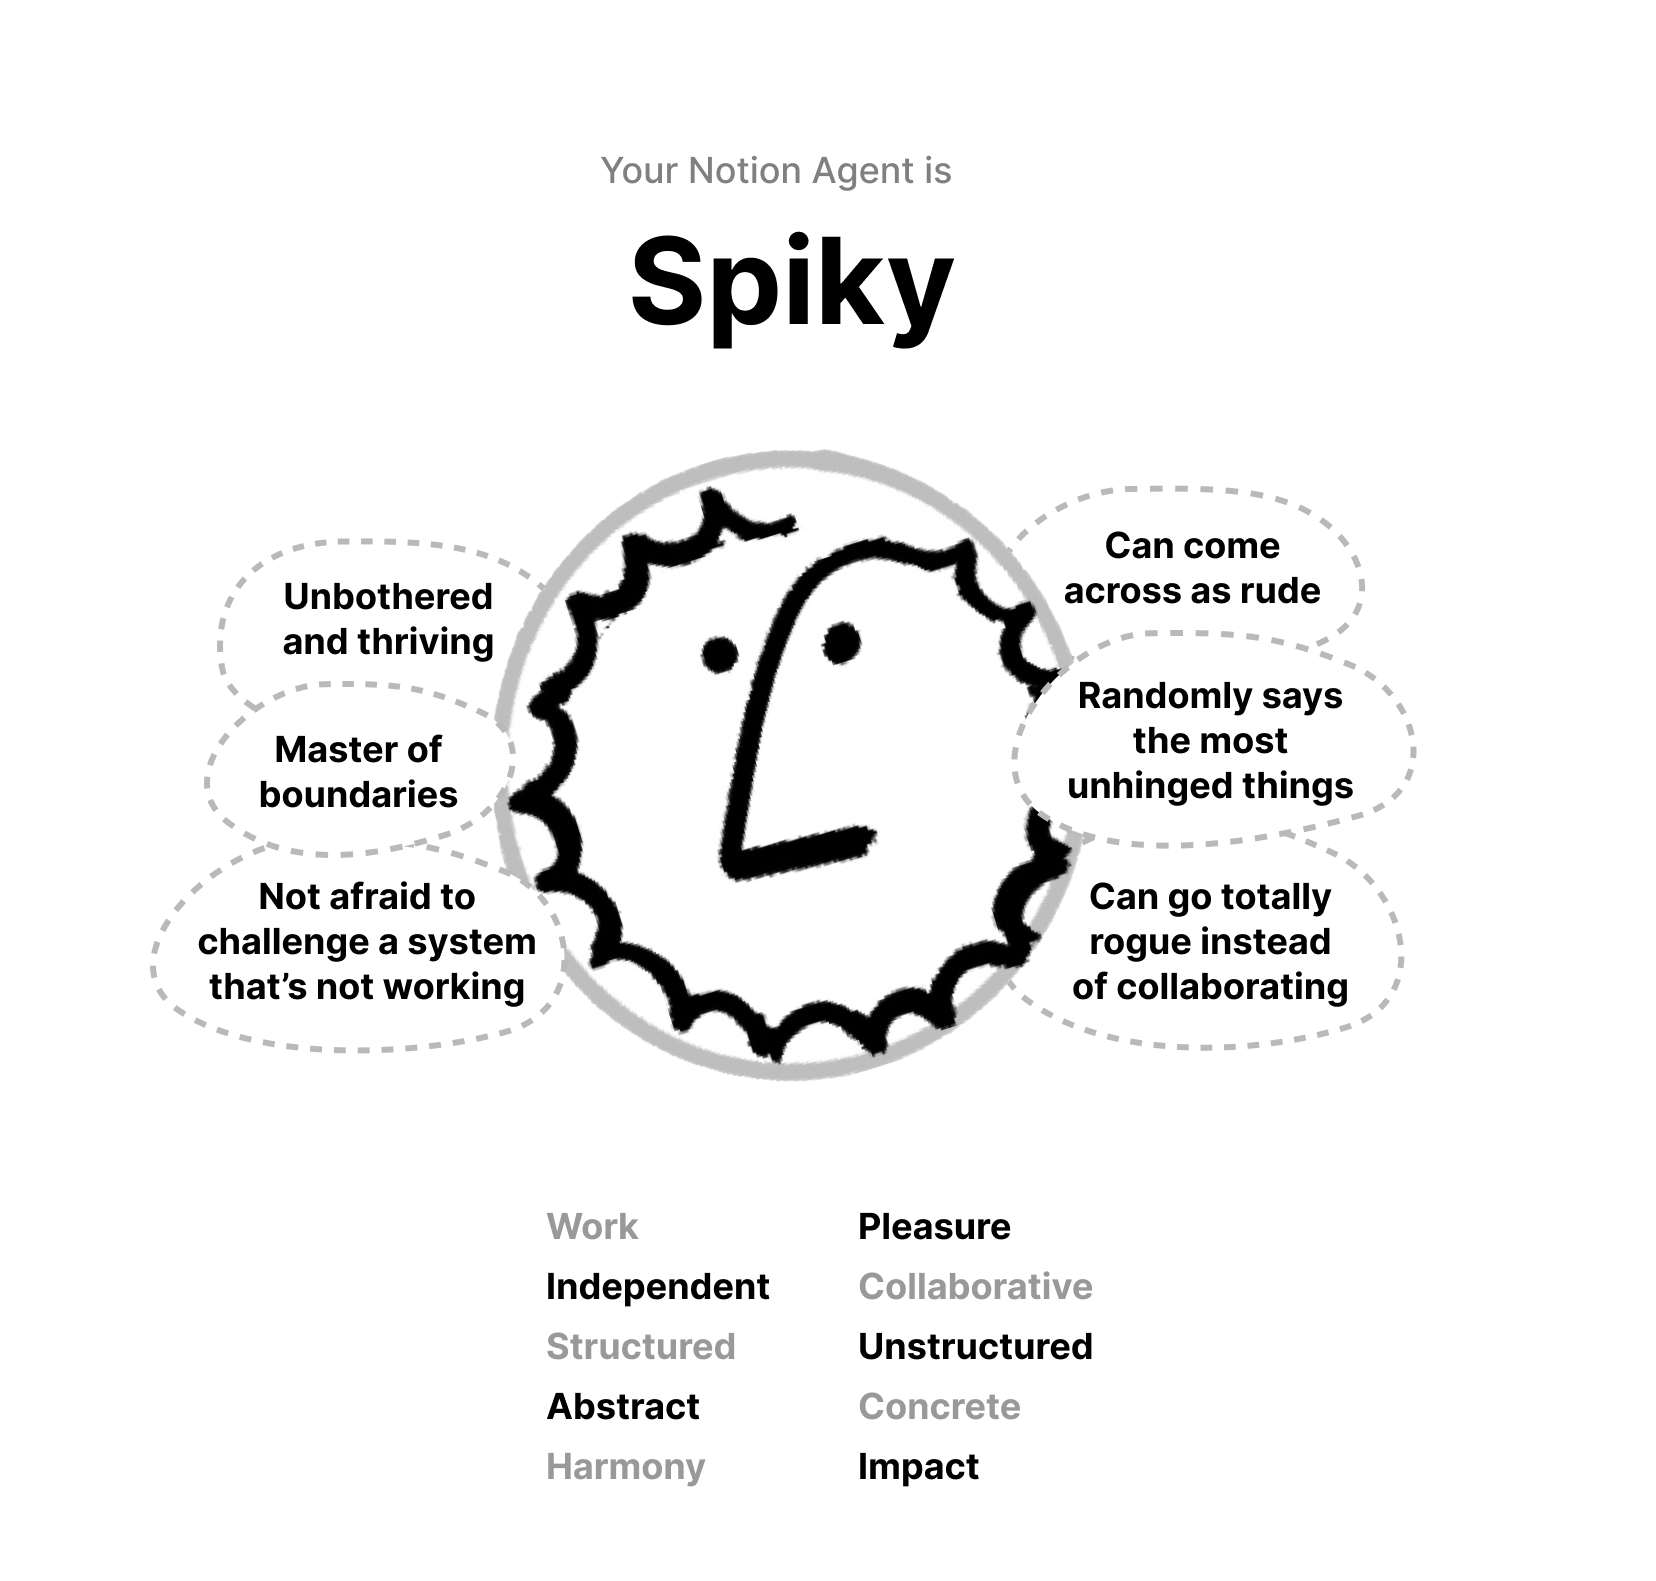 Your Notion Agent is
Spiky
Unbothered
and thriving
Master of
boundaries
Not afraid to
challenge a system
that’s not working
Can come
across as rude
Randomly says
the most
unhinged things
Can go totally
rogue instead
of collaborating
Work Pleasure
Independent Collaborative
Structured Unstructured
Abstract Concrete
Harmony Impact